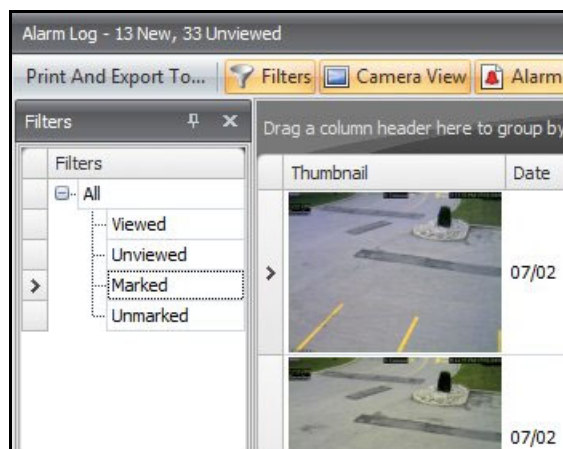 Alarm Log - 13 New, 33 Unviewed
Print And Export To... Filters Camera View Alarm
Filters
Drag a column header here to group by
Filters
Thumbnail Date
All
Viewed
Unviewed
Marked
Unmarked
07/02
07/02